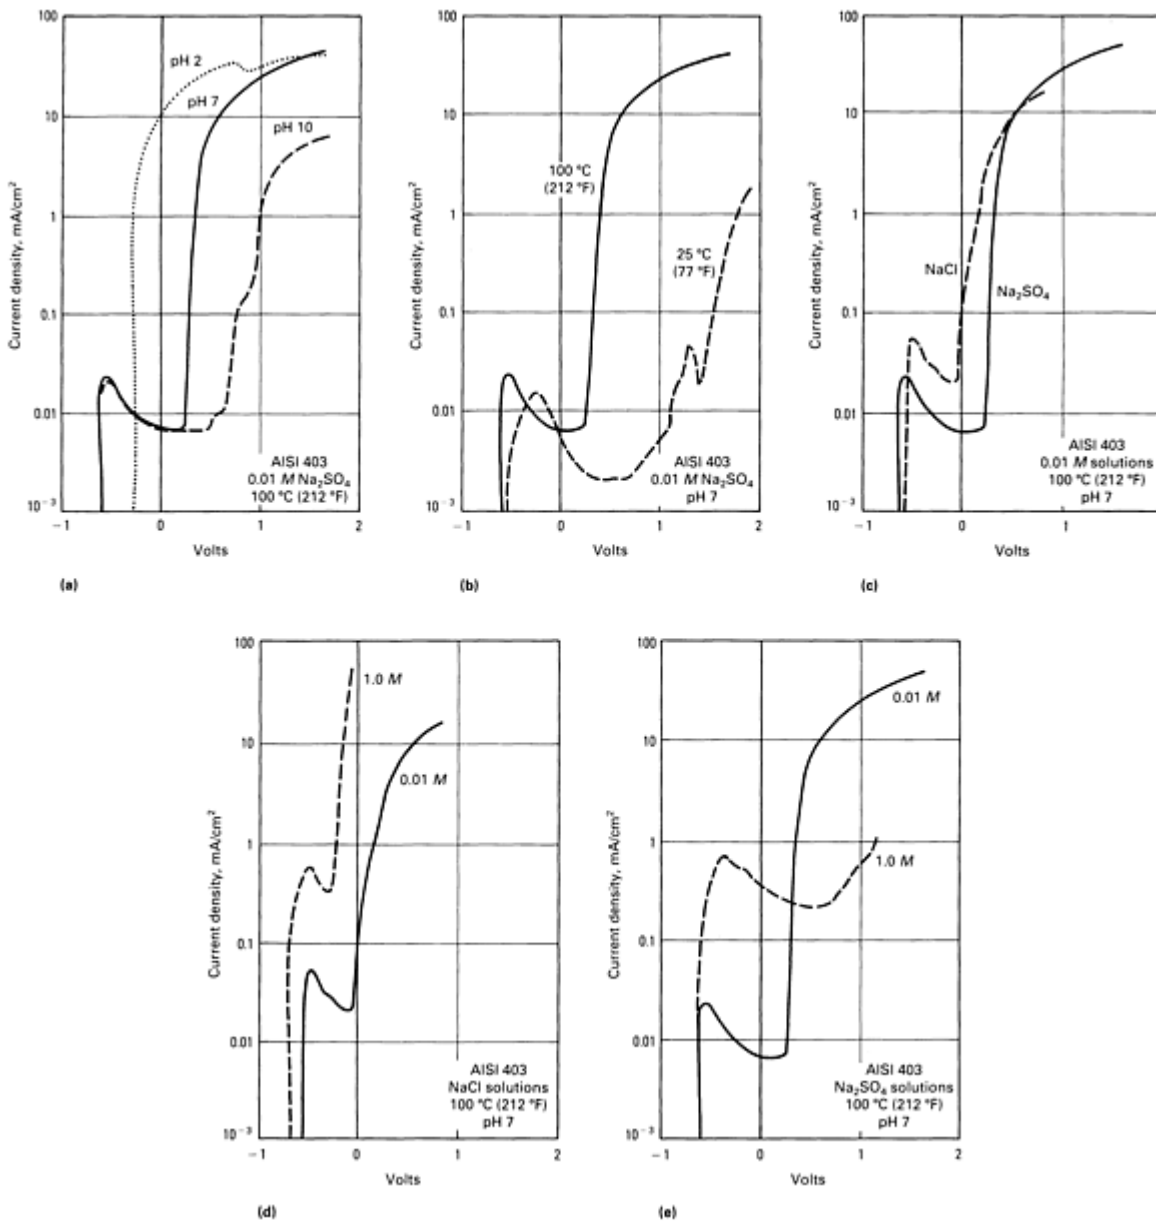 100
10
1
0.1
0.01
10⁻³
Current density, mA/cm²
pH 2
pH 7
pH 10
AISI 403
0.01 M Na₂SO₄
100 °C (212 °F)
−1
0
1
2
Volts
(a)
100
10
1
0.1
0.01
10⁻³
Current density, mA/cm²
100 °C
(212 °F)
25 °C
(77 °F)
AISI 403
0.01 M Na₂SO₄
pH 7
−1
0
1
2
Volts
(b)
100
10
1
0.1
0.01
10⁻³
Current density, mA/cm²
NaCl
Na₂SO₄
AISI 403
0.01 M solutions
100 °C (212 °F)
pH 7
−1
0
1
Volts
(c)
100
10
1
0.1
0.01
10⁻³
Current density, mA/cm²
1.0 M
0.01 M
AISI 403
NaCl solutions
100 °C (212 °F)
pH 7
−1
0
1
2
Volts
(d)
100
10
1
0.1
0.01
10⁻³
Current density, mA/cm²
0.01 M
1.0 M
AISI 403
Na₂SO₄ solutions
100 °C (212 °F)
pH 7
−1
0
1
2
Volts
(e)